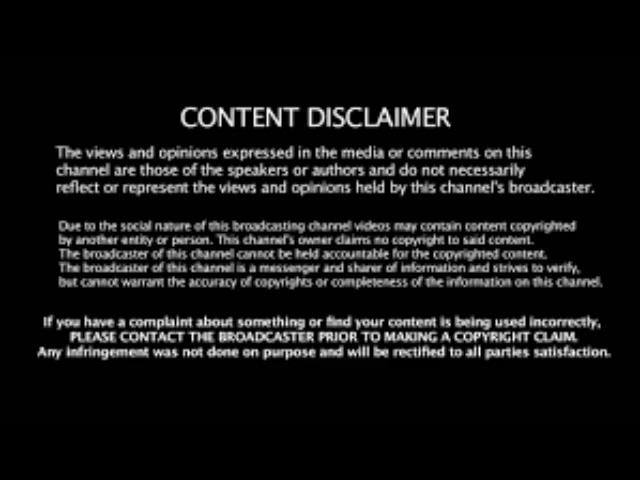 CONTENT DISCLAIMER
The views and opinions expressed in the media or comments on this
channel are those of the speakers or authors and do not necessarily
reflect or represent the views and opinions held by this channel's broadcaster.
Due to the social nature of this broadcasting channel videos may contain content copyrighted
by another entity or person. This channel's owner claims no copyright to said content.
The broadcaster of this channel cannot be held accountable for the copyrighted content.
The broadcaster of this channel is a messenger and sharer of information and strives to verify,
but cannot warrant the accuracy of copyrights or completeness of the information on this channel.
If you have a complaint about something or find your content is being used incorrectly,
PLEASE CONTACT THE BROADCASTER PRIOR TO MAKING A COPYRIGHT CLAIM.
Any infringement was not done on purpose and will be rectified to all parties satisfaction.